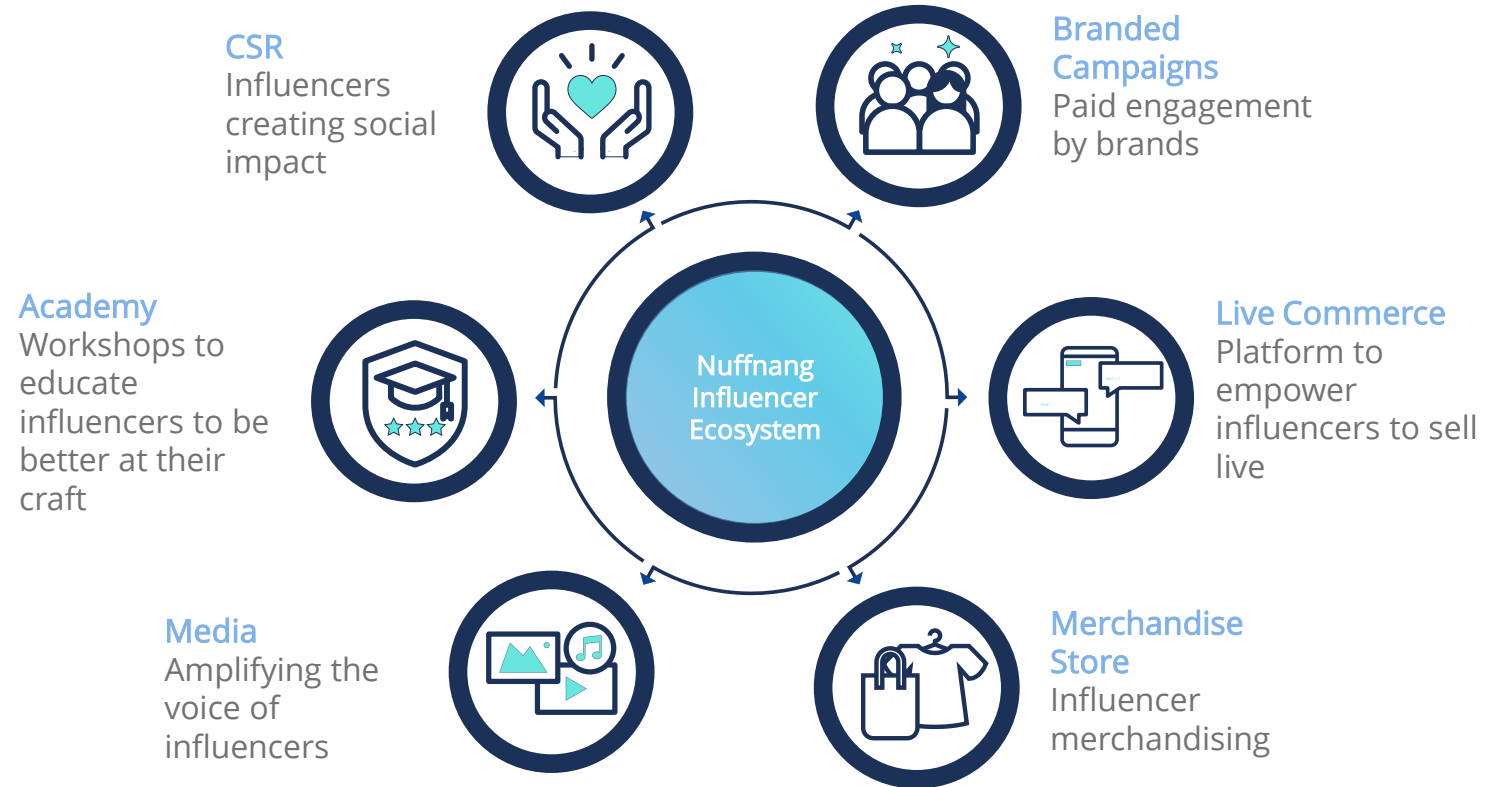 CSR
Influencers
creating social
impact
Branded
Campaigns
Paid engagement
by brands
Academy
Workshops to
educate
influencers to be
better at their
craft
Nuffnang
Influencer
Ecosystem
Live Commerce
Platform to
empower
influencers to sell
live
Media
Amplifying the
voice of
influencers
Merchandise
Store
Influencer
merchandising